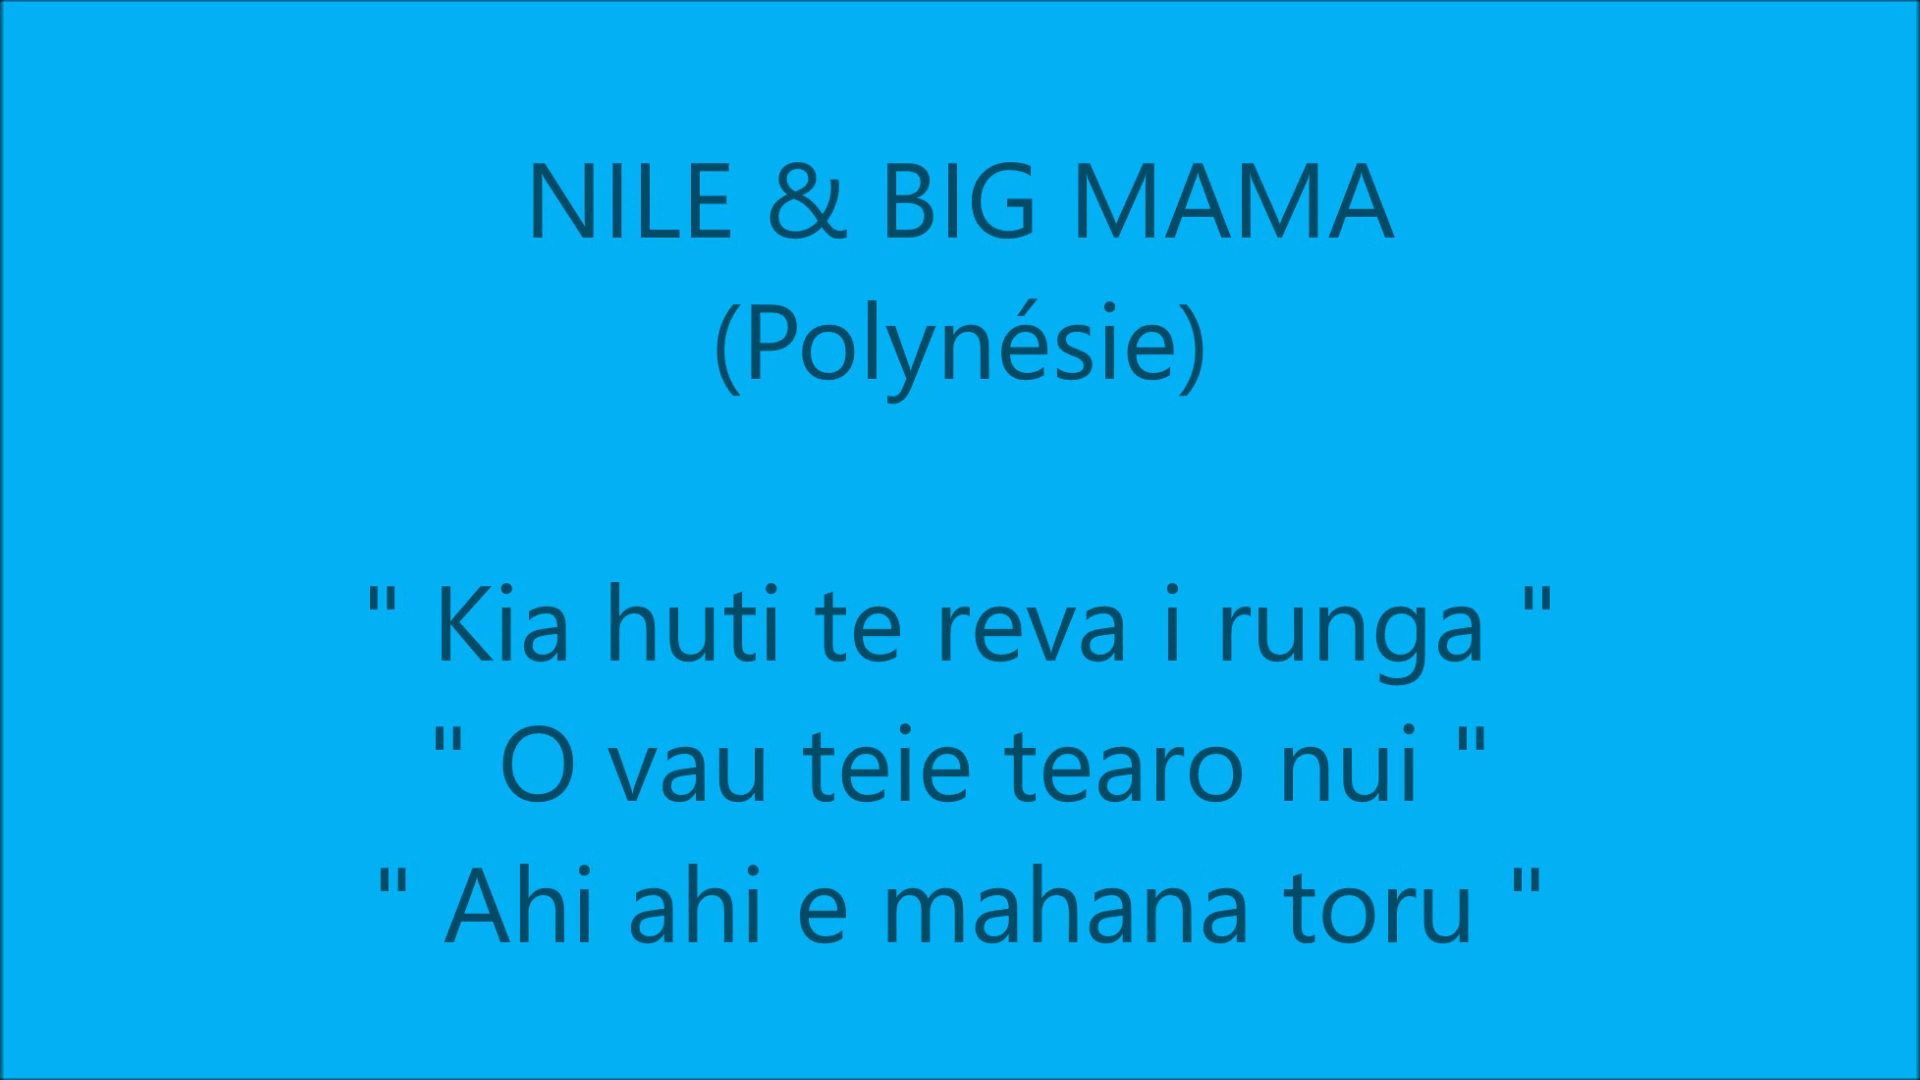 NILE & BIG MAMA
(Polynésie)
" Kia huti te reva i runga "
" O vau teie tearo nui "
" Ahi ahi e mahana toru "